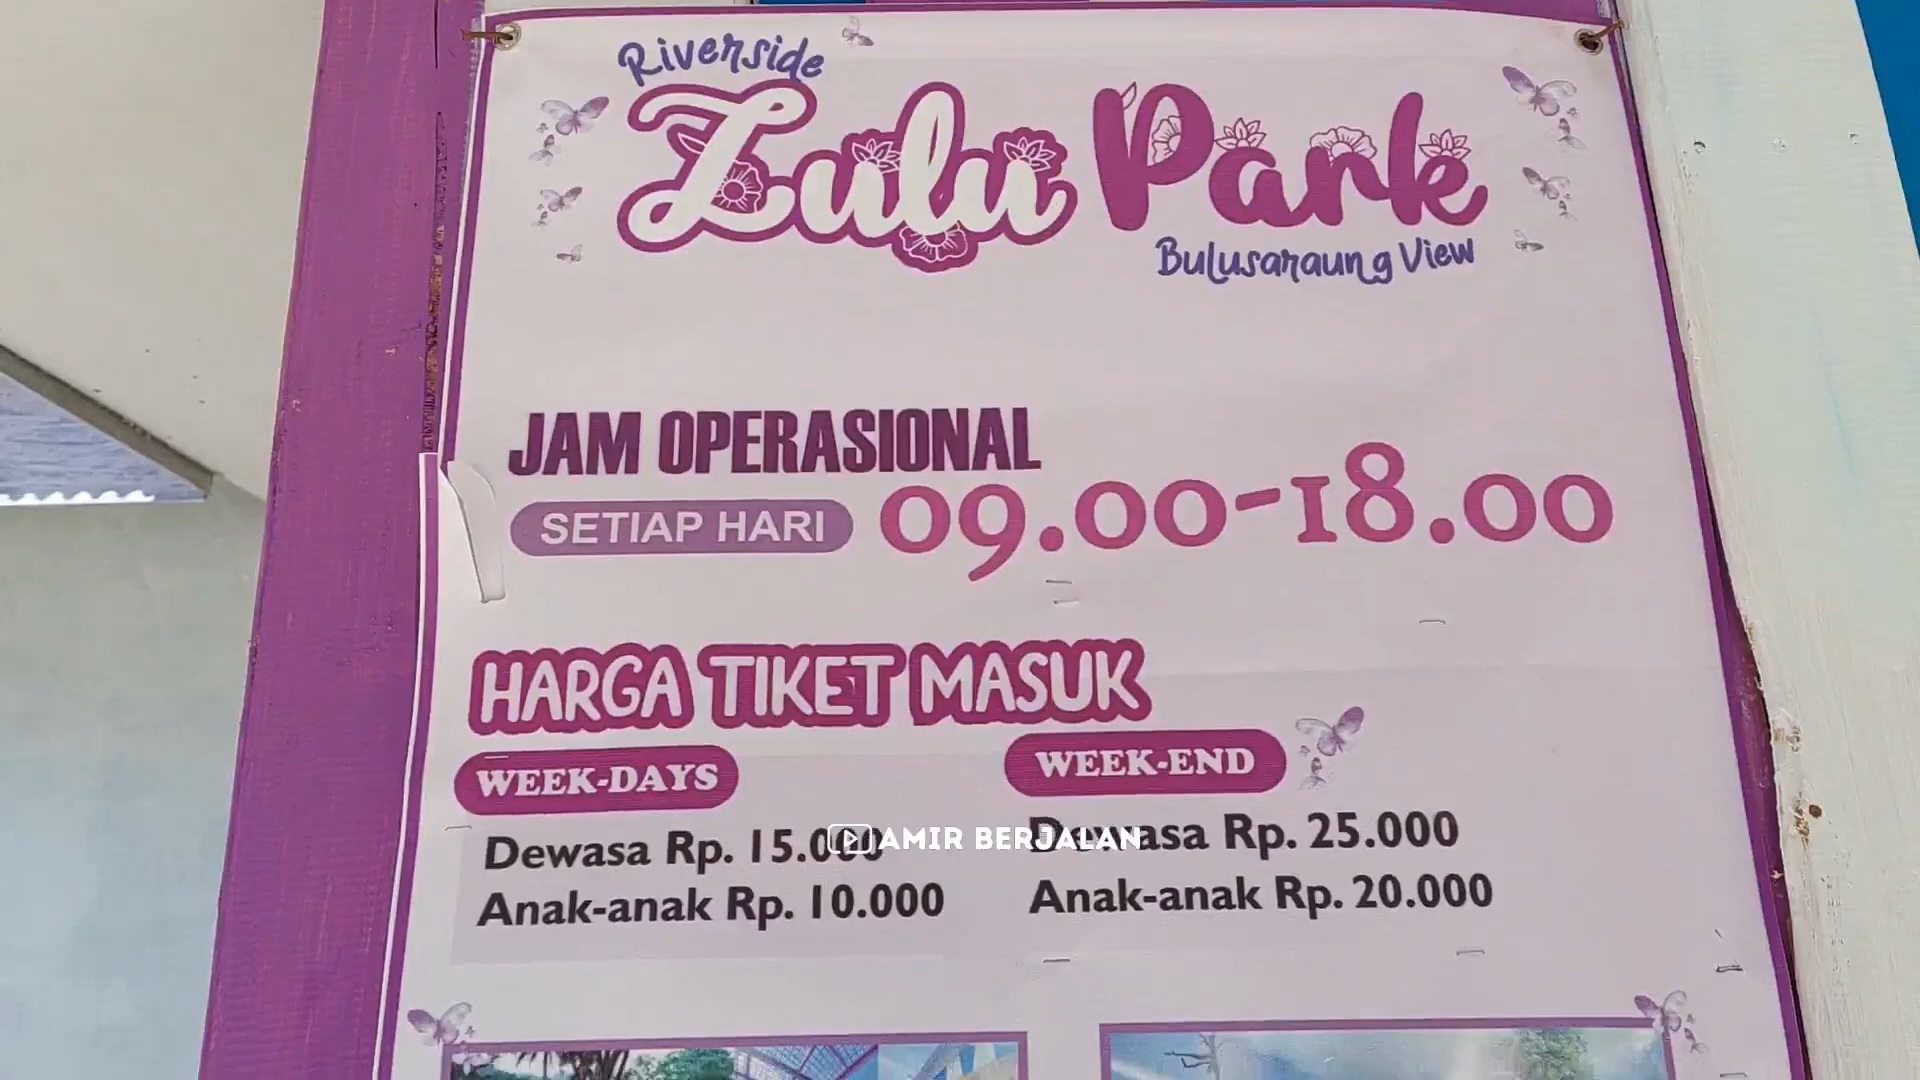 Riverside
Zulu Park
Bulusaraung View
JAM OPERASIONAL
SETIAP HARI 09.00-18.00
HARGA TIKET MASUK
WEEK-DAYS
Dewasa Rp. 15.000
Anak-anak Rp. 10.000
WEEK-END
Dewasa Rp. 25.000
Anak-anak Rp. 20.000
AMIR BERJALAN